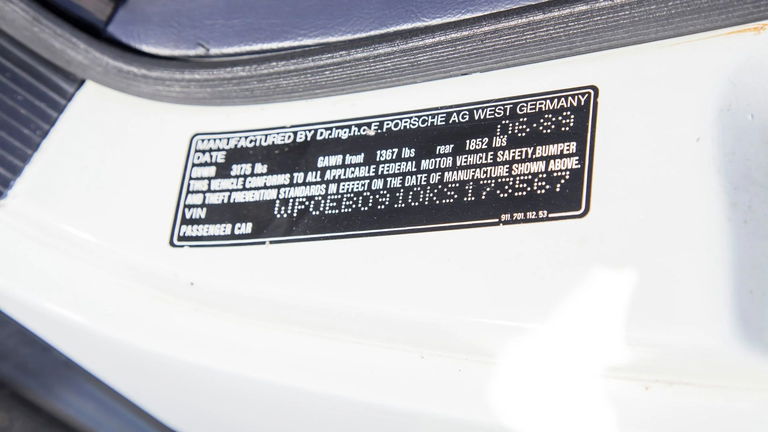 MANUFACTURED BY Dr.Ing.h.c.F. PORSCHE AG WEST GERMANY
DATE 06-89
GVWR 3175 lbs GAWR front 1367 lbs rear 1852 lbs
THIS VEHICLE CONFORMS TO ALL APPLICABLE FEDERAL MOTOR VEHICLE SAFETY, BUMPER
AND THEFT PREVENTION STANDARDS IN EFFECT ON THE DATE OF MANUFACTURE SHOWN ABOVE.
VIN WP0EB0910KS173567
PASSENGER CAR 911.701.112.53